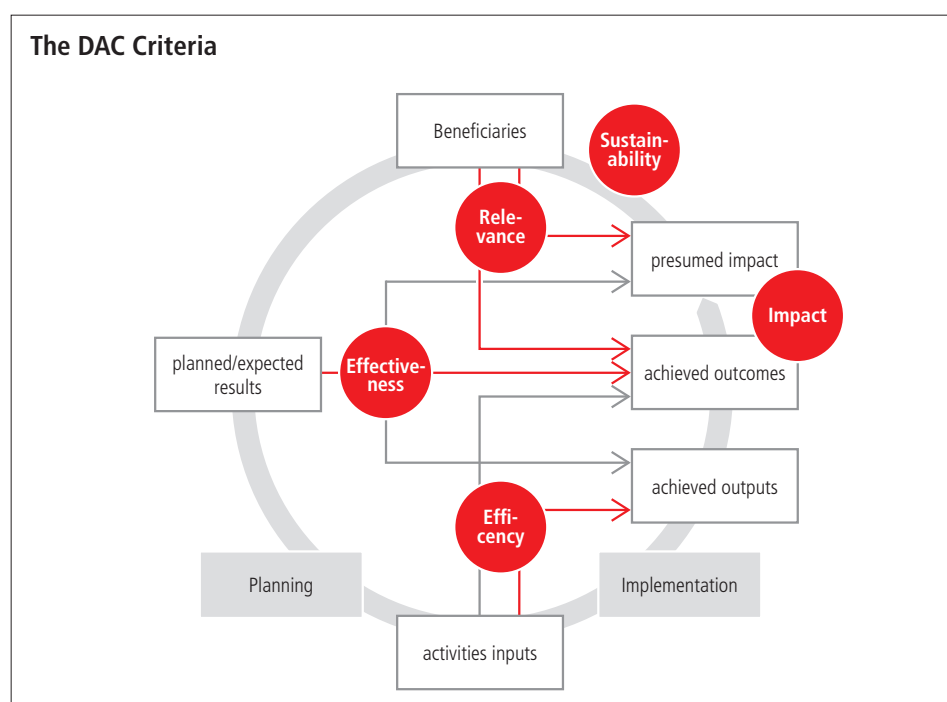 The DAC Criteria
Beneficiaries
Sustain-
ability
Rele-
vance
presumed impact
Impact
planned/expected
results
Effective-
ness
achieved outcomes
achieved outputs
Effi-
cency
Planning
Implementation
activities inputs